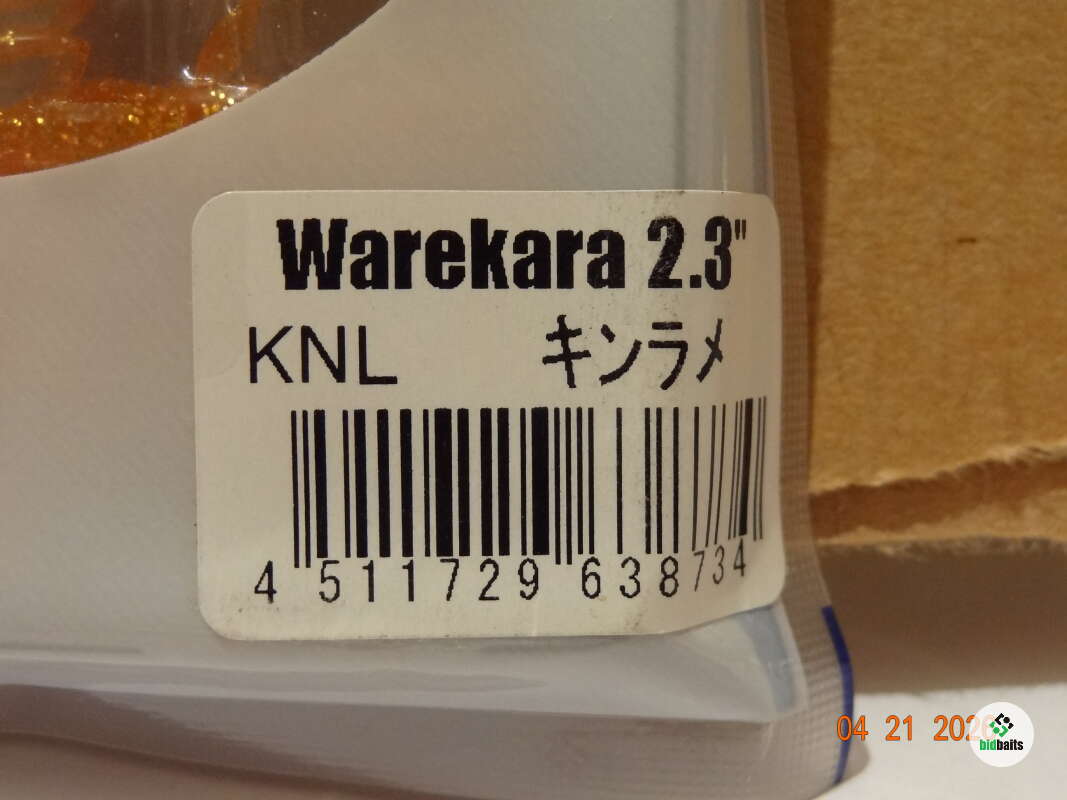 Warekara 2.3"
KNL キンラメ
4 511729 638734
04 21 202
bidbaits